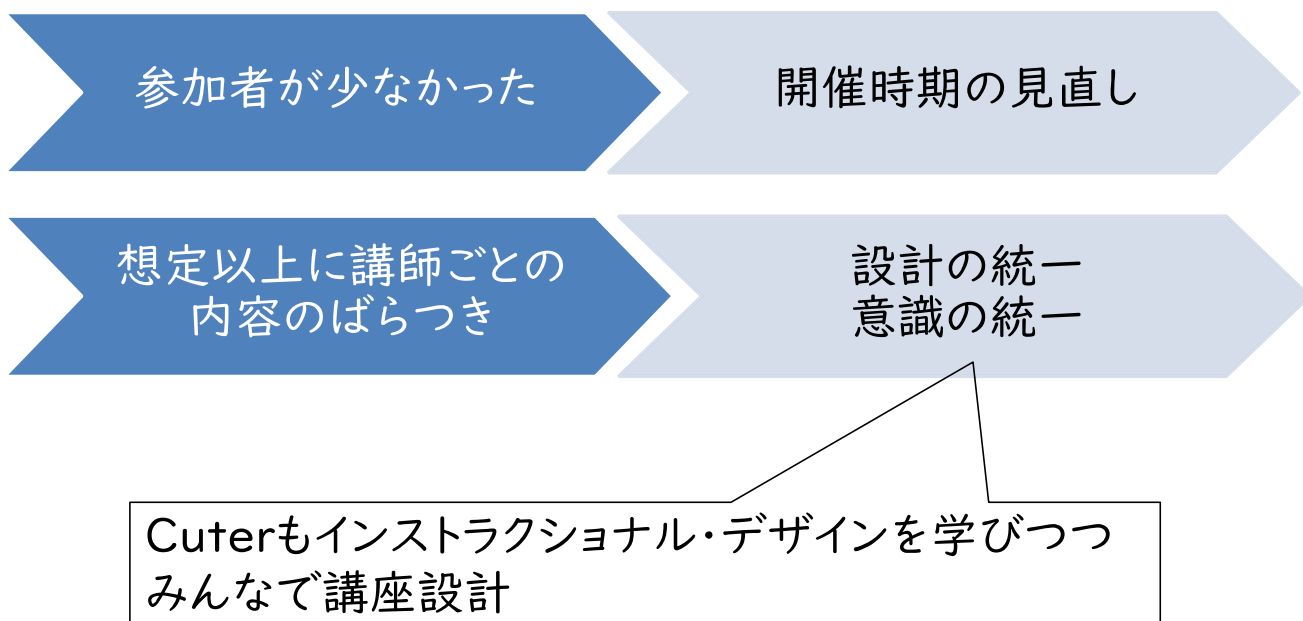 参加者が少なかった
開催時期の見直し
想定以上に講師ごとの
内容のばらつき
設計の統一
意識の統一
Cuterもインストラクショナル・デザインを学びつつ
みんなで講座設計